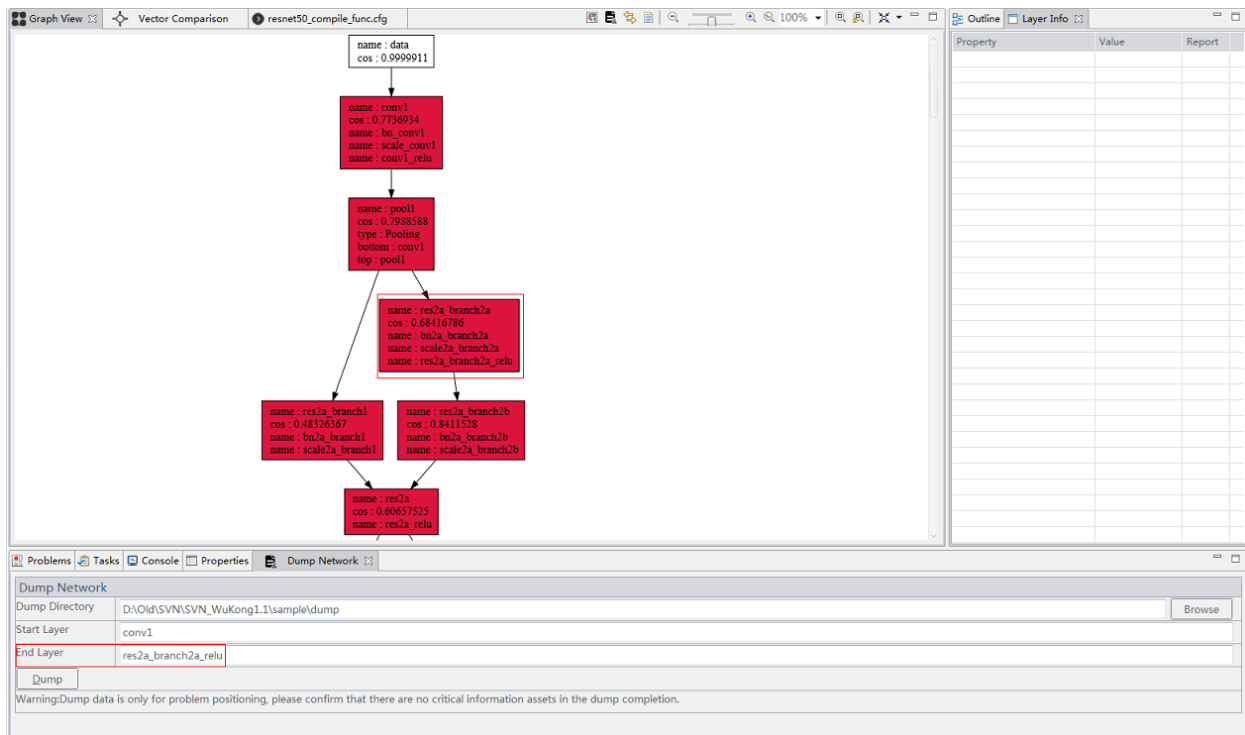 Graph View Vector Comparison resnet50_compile_func.cfg 100% Outline Layer Info
name : data
cos : 0.9999911
Property Value Report
name : conv1
cos : 0.7736934
name : bn_conv1
name : scale_conv1
name : conv1_relu
name : pool1
cos : 0.7988588
type : Pooling
bottom : conv1
top : pool1
name : res2a_branch2a
cos : 0.68416786
name : bn2a_branch2a
name : scale2a_branch2a
name : res2a_branch2a_relu
name : res2a_branch1
cos : 0.48326367
name : bn2a_branch1
name : scale2a_branch1
name : res2a_branch2b
cos : 0.8411528
name : bn2a_branch2b
name : scale2a_branch2b
name : res2a
cos : 0.60657525
name : res2a_relu
Problems Tasks Console Properties Dump Network
Dump Network
Dump Directory D:\Old\SVN\SVN_WuKong1.1\sample\dump Browse
Start Layer conv1
End Layer res2a_branch2a_relu
Dump
Warning:Dump data is only for problem positioning, please confirm that there are no critical information assets in the dump completion.